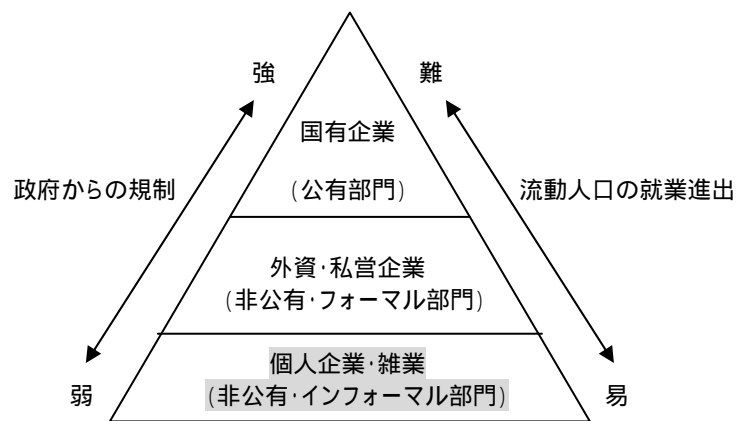 強
難
国有企業
(公有部門)
政府からの規制
流動人口の就業進出
外資･私営企業
(非公有･フォーマル部門)
個人企業･雑業
(非公有･インフォーマル部門)
弱
易